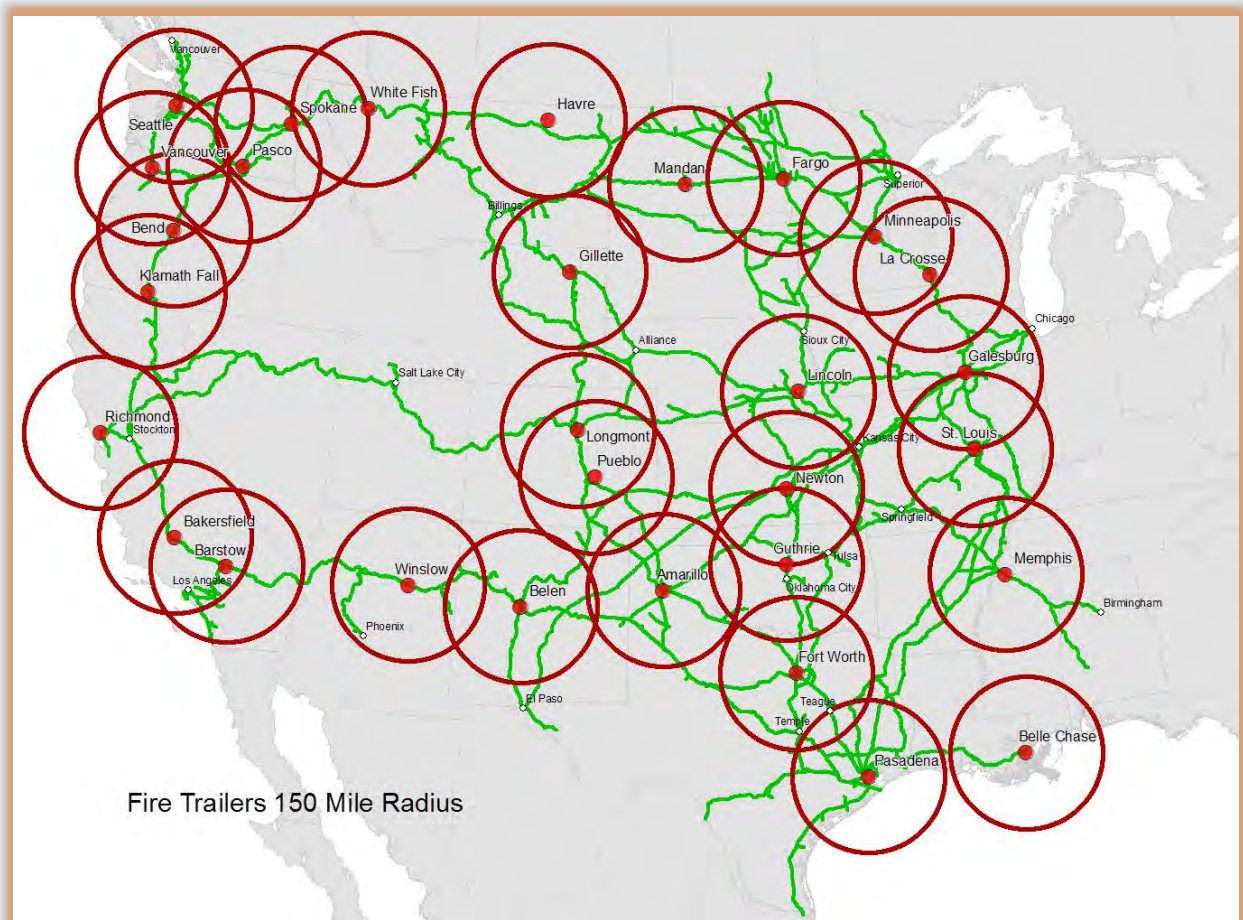 Vancouver
White Fish
Spokane
Havre
Seattle
Vancouver
Pasco
Mandan
Fargo
Superior
Billings
Minneapolis
Bend
Gillette
La Crosse
Klamath Fall
Chicago
Sioux City
Alliance
Galesburg
Salt Lake City
Lincoln
Richmond
Stockton
Longmont
St. Louis
Kansas City
Pueblo
Newton
Springfield
Bakersfield
Barstow
Guthrie
Tulsa
Memphis
Winslow
Amarillo
Los Angeles
Belen
Oklahoma City
Birmingham
Phoenix
Fort Worth
El Paso
Teague
Temple
Belle Chase
Pasadena
Fire Trailers 150 Mile Radius